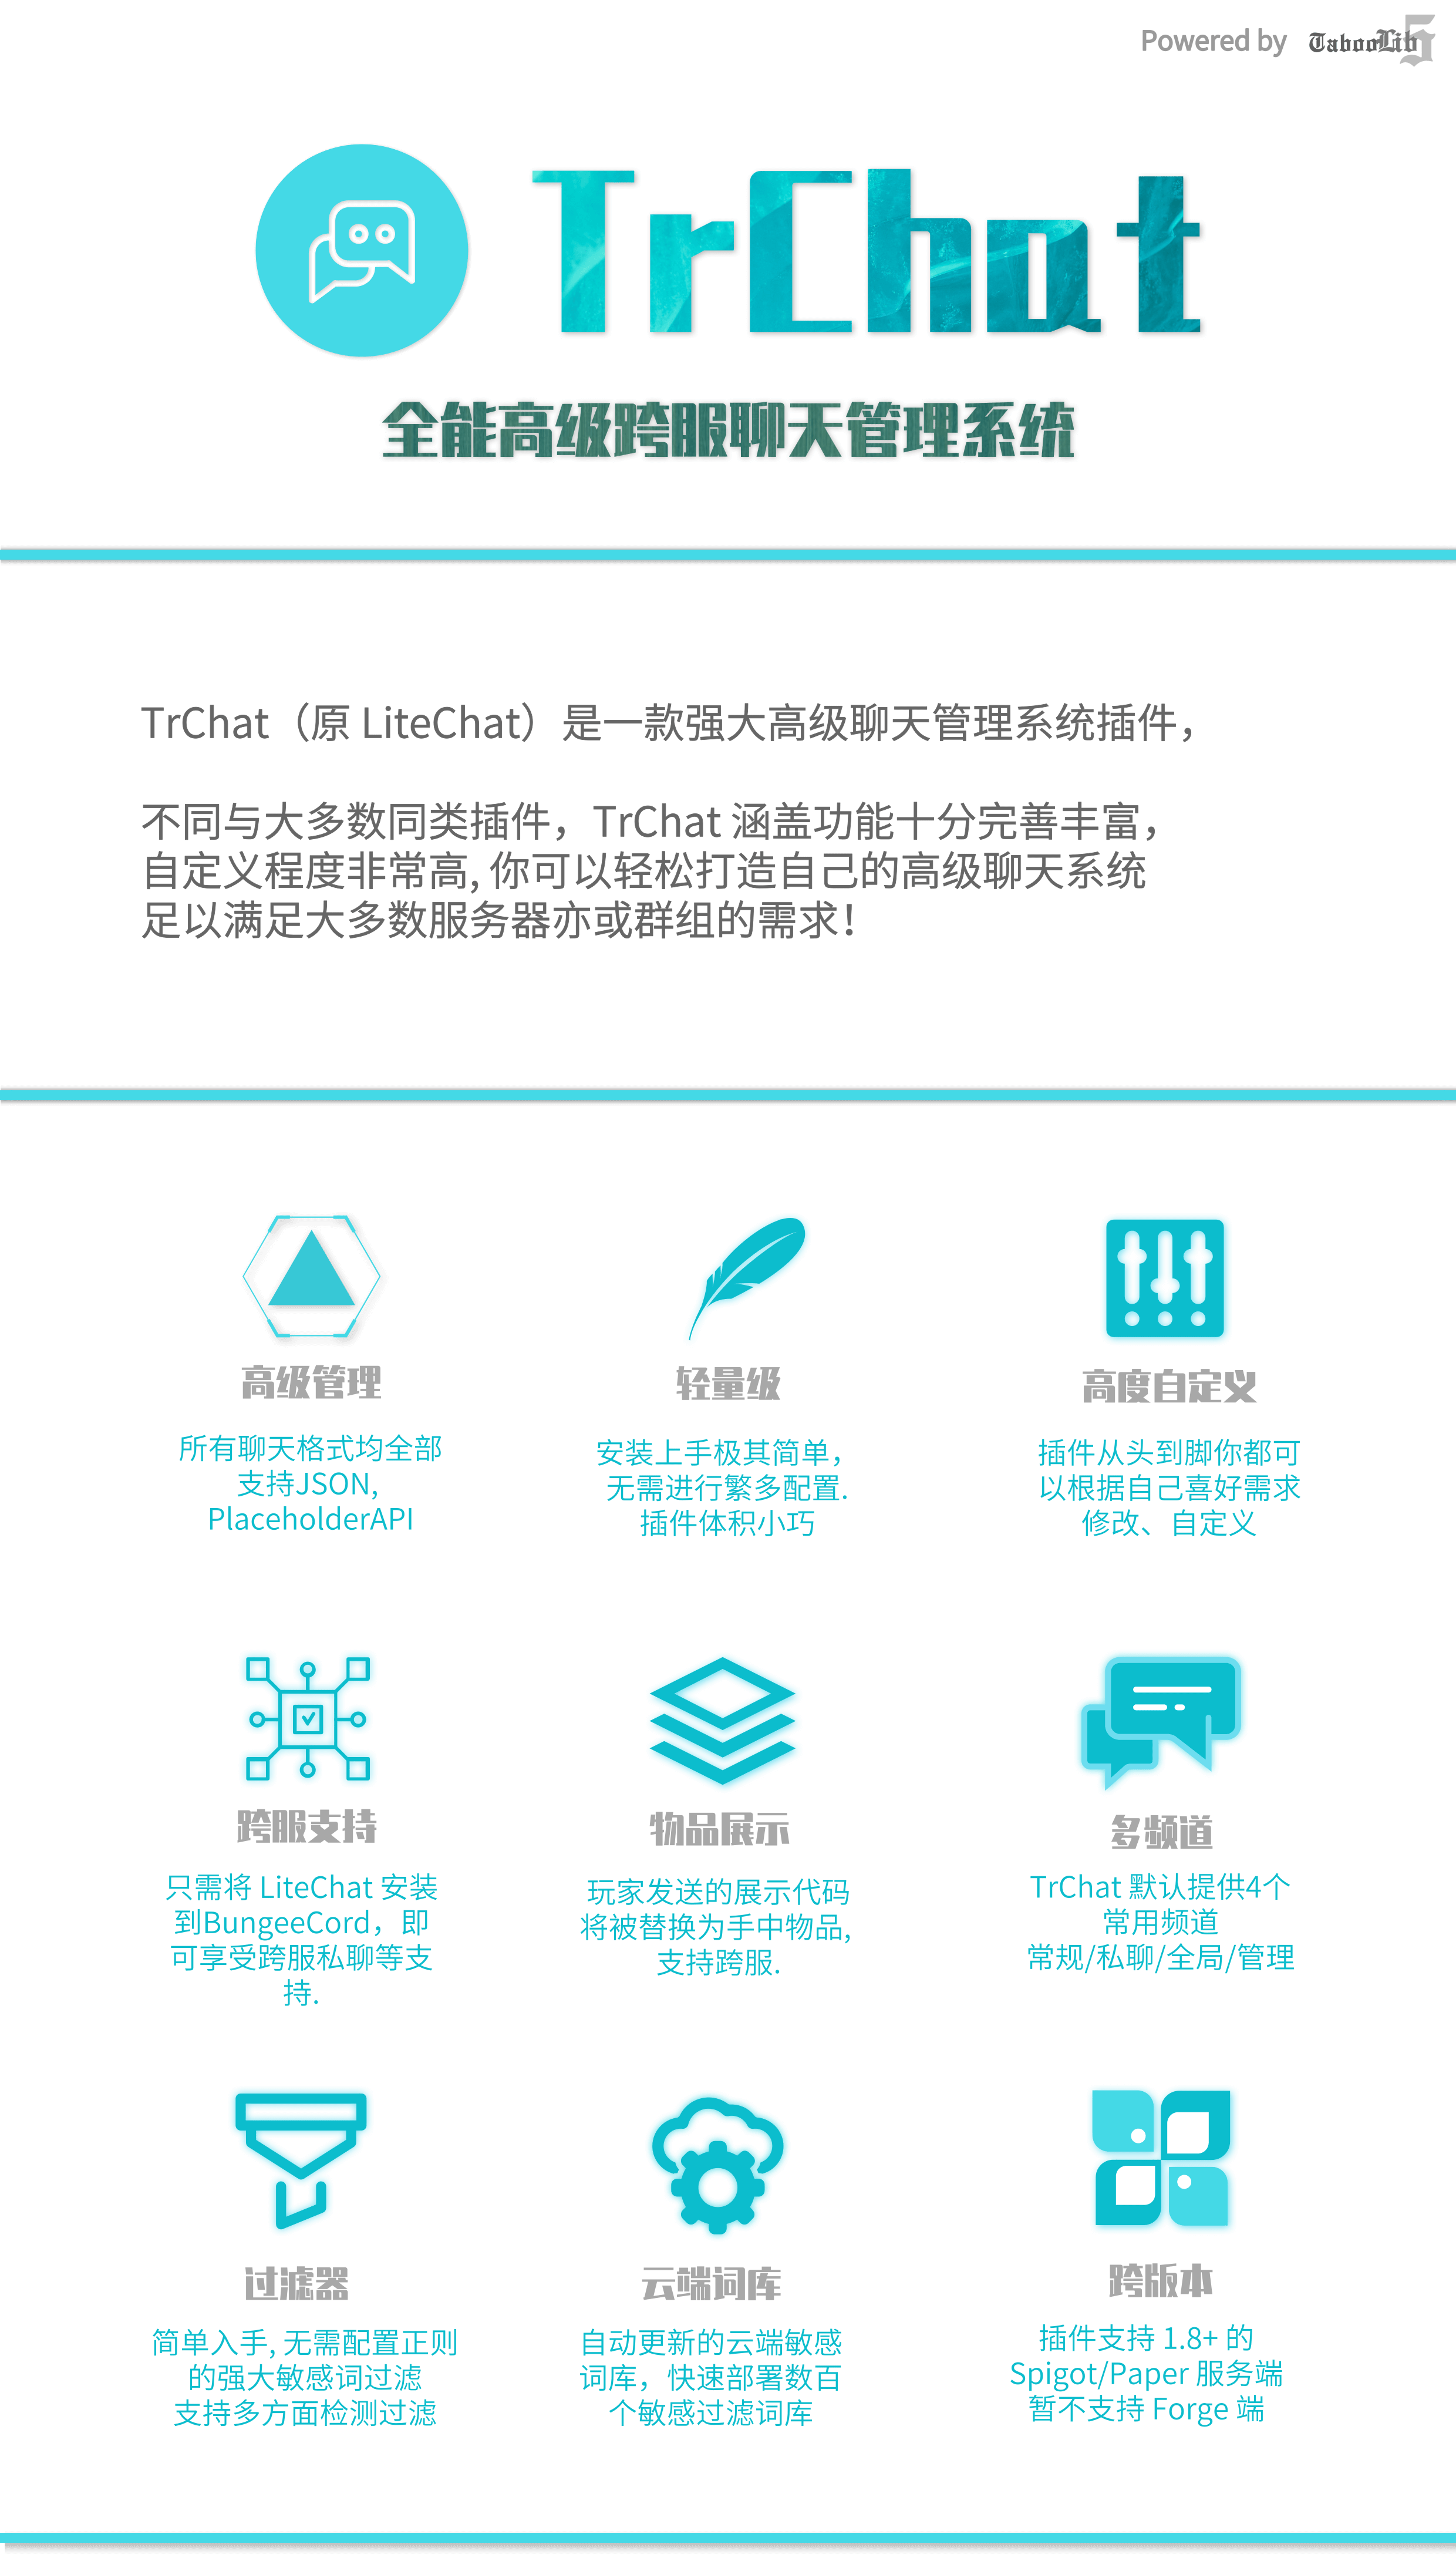 Powered by TabooLib 5
TrChat
全能高级跨服聊天管理系统
TrChat（原 LiteChat）是一款强大高级聊天管理系统插件，
不同与大多数同类插件，TrChat 涵盖功能十分完善丰富，
自定义程度非常高, 你可以轻松打造自己的高级聊天系统
足以满足大多数服务器亦或群组的需求！
高级管理
所有聊天格式均全部
支持JSON,
PlaceholderAPI
轻量级
安装上手极其简单，
无需进行繁多配置.
插件体积小巧
高度自定义
插件从头到脚你都可
以根据自己喜好需求
修改、自定义
跨服支持
只需将 LiteChat 安装
到BungeeCord，即
可享受跨服私聊等支
持.
物品展示
玩家发送的展示代码
将被替换为手中物品,
支持跨服.
多频道
TrChat 默认提供4个
常用频道
常规/私聊/全局/管理
过滤器
简单入手, 无需配置正则
的强大敏感词过滤
支持多方面检测过滤
云端词库
自动更新的云端敏感
词库，快速部署数百
个敏感过滤词库
跨版本
插件支持 1.8+ 的
Spigot/Paper 服务端
暂不支持 Forge 端